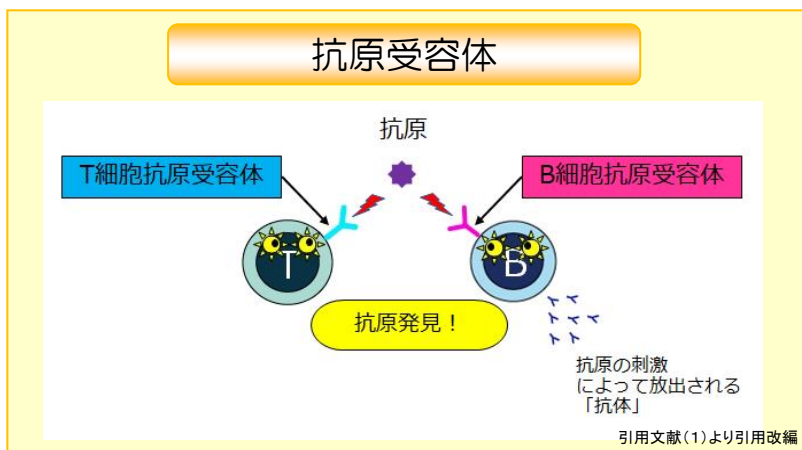 抗原受容体
抗原
T細胞抗原受容体
B細胞抗原受容体
T
B
抗原発見！
抗原の刺激
によって放出される
「抗体」
引用文献（1）より引用改編